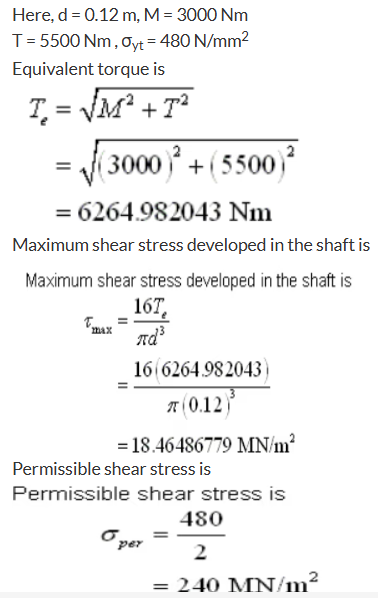 Here, d = 0.12 m, M = 3000 Nm
T = 5500 Nm , σyt = 480 N/mm²
Equivalent torque is
Tₑ = √(M² + T²)
= √((3000)² + (5500)²)
= 6264.982043 Nm
Maximum shear stress developed in the shaft is
Maximum shear stress developed in the shaft is
τmax = 16Tₑ / πd³
= 16(6264.982043) / π(0.12)³
= 18.46486779 MN/m²
Permissible shear stress is
Permissible shear stress is
σper = 480 / 2
= 240 MN/m²